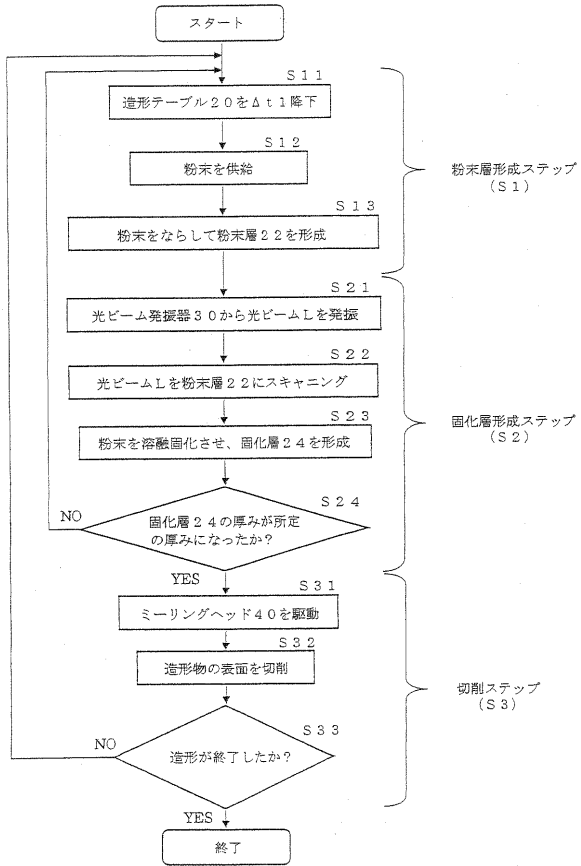 スタート
S11
造形テーブル20をΔt1降下
S12
粉末を供給
粉末層形成ステップ
(S1)
S13
粉末をならして粉末層22を形成
S21
光ビーム発振器30から光ビームLを発振
S22
光ビームLを粉末層22にスキャニング
S23
粉末を溶融固化させ、固化層24を形成
固化層形成ステップ
(S2)
S24
NO
固化層24の厚みが所定
の厚みになったか?
YES
S31
ミーリングヘッド40を駆動
S32
造形物の表面を切削
切削ステップ
(S3)
S33
NO
造形が終了したか?
YES
終了